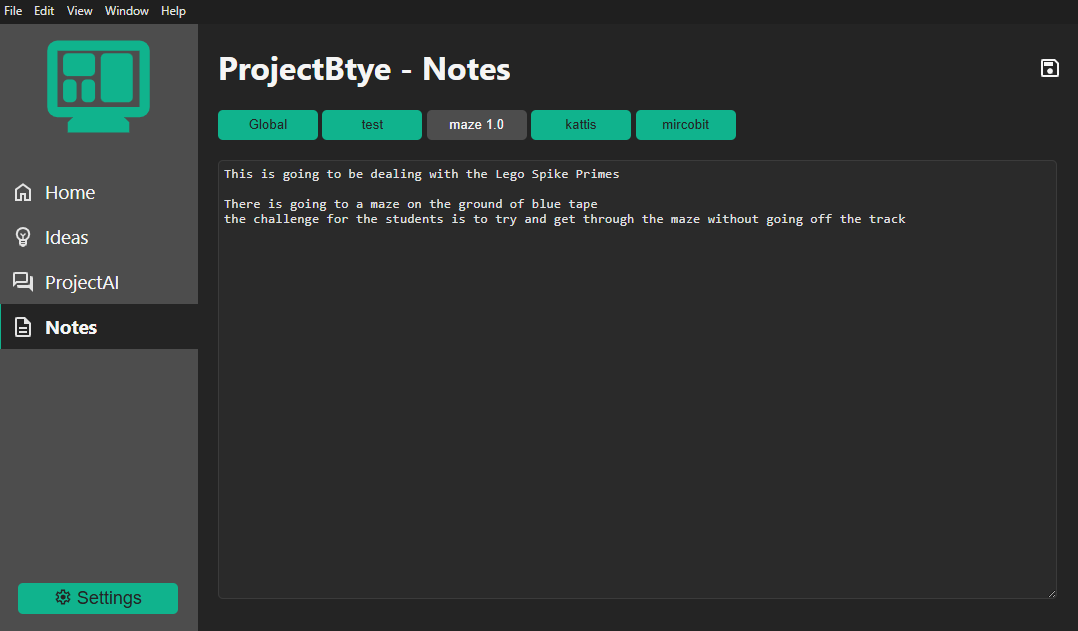 File Edit View Window Help
ProjectBtye - Notes
Global test maze 1.0 kattis mircobit
Home
Ideas
ProjectAI
Notes
Settings
This is going to be dealing with the Lego Spike Primes
There is going to a maze on the ground of blue tape
the challenge for the students is to try and get through the maze without going off the track